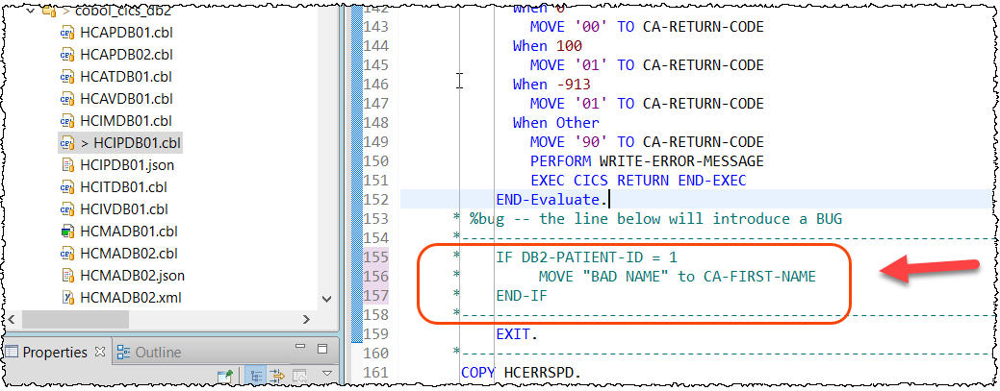 > cobol_cics_db2
HCAPDB01.cbl
HCAPDB02.cbl
HCATDB01.cbl
HCAVDB01.cbl
HCIMDB01.cbl
> HCIPDB01.cbl
HCIPDB01.json
HCITDB01.cbl
HCIVDB01.cbl
HCMADB01.cbl
HCMADB02.cbl
HCMADB02.json
HCMADB02.xml
Properties
Outline
142 When 0
143 MOVE '00' TO CA-RETURN-CODE
144 When 100
145 MOVE '01' TO CA-RETURN-CODE
146 When -913
147 MOVE '01' TO CA-RETURN-CODE
148 When Other
149 MOVE '90' TO CA-RETURN-CODE
150 PERFORM WRITE-ERROR-MESSAGE
151 EXEC CICS RETURN END-EXEC
152 END-Evaluate.
153 * %bug -- the line below will introduce a BUG
154 *----------------------------------------------------------
155 * IF DB2-PATIENT-ID = 1
156 * MOVE "BAD NAME" to CA-FIRST-NAME
157 * END-IF
158 *----------------------------------------------------------
159 EXIT.
160 *----------------------------------------------------------
161 COPY HCERRSPD.